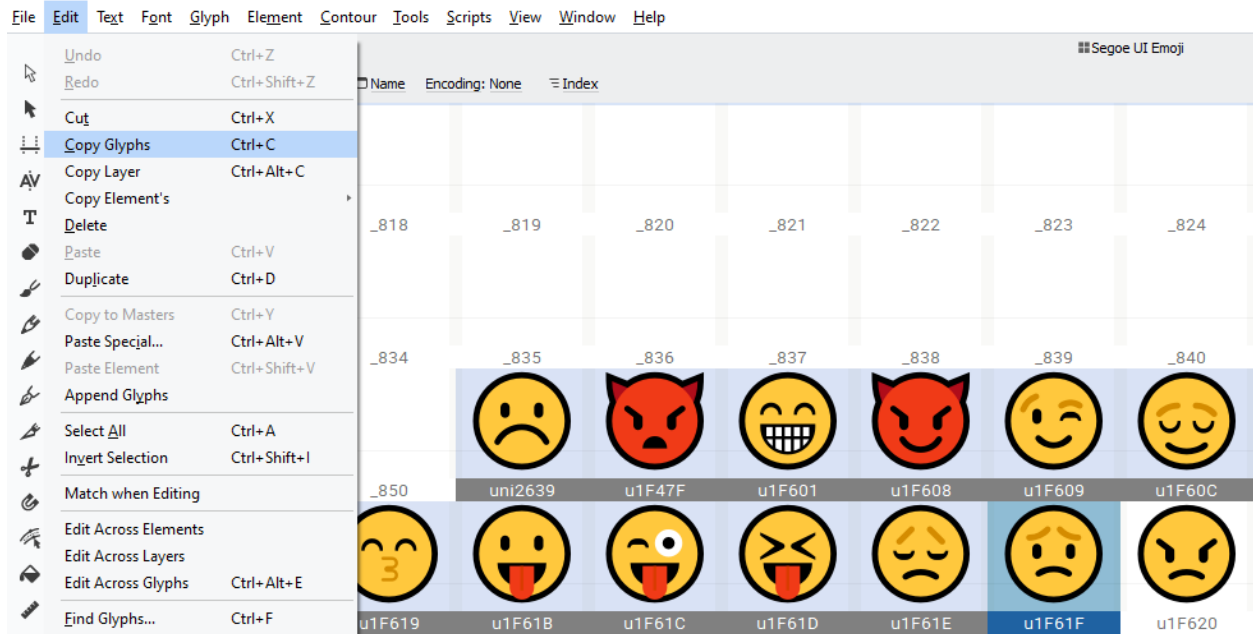 File Edit Text Font Glyph Element Contour Tools Scripts View Window Help
Segoe UI Emoji
Name Encoding: None Index
Undo Ctrl+Z
Redo Ctrl+Shift+Z
Cut Ctrl+X
Copy Glyphs Ctrl+C
Copy Layer Ctrl+Alt+C
Copy Element's
Delete
Paste Ctrl+V
Duplicate Ctrl+D
Copy to Masters Ctrl+Y
Paste Special... Ctrl+Alt+V
Paste Element Ctrl+Shift+V
Append Glyphs
Select All Ctrl+A
Invert Selection Ctrl+Shift+I
Match when Editing
Edit Across Elements
Edit Across Layers
Edit Across Glyphs Ctrl+Alt+E
Find Glyphs... Ctrl+F
_818 _819 _820 _821 _822 _823 _824
_834 _835 _836 _837 _838 _839 _840
_850 uni2639 u1F47F u1F601 u1F608 u1F609 u1F60C
u1F619 u1F61B u1F61C u1F61D u1F61E u1F61F u1F620